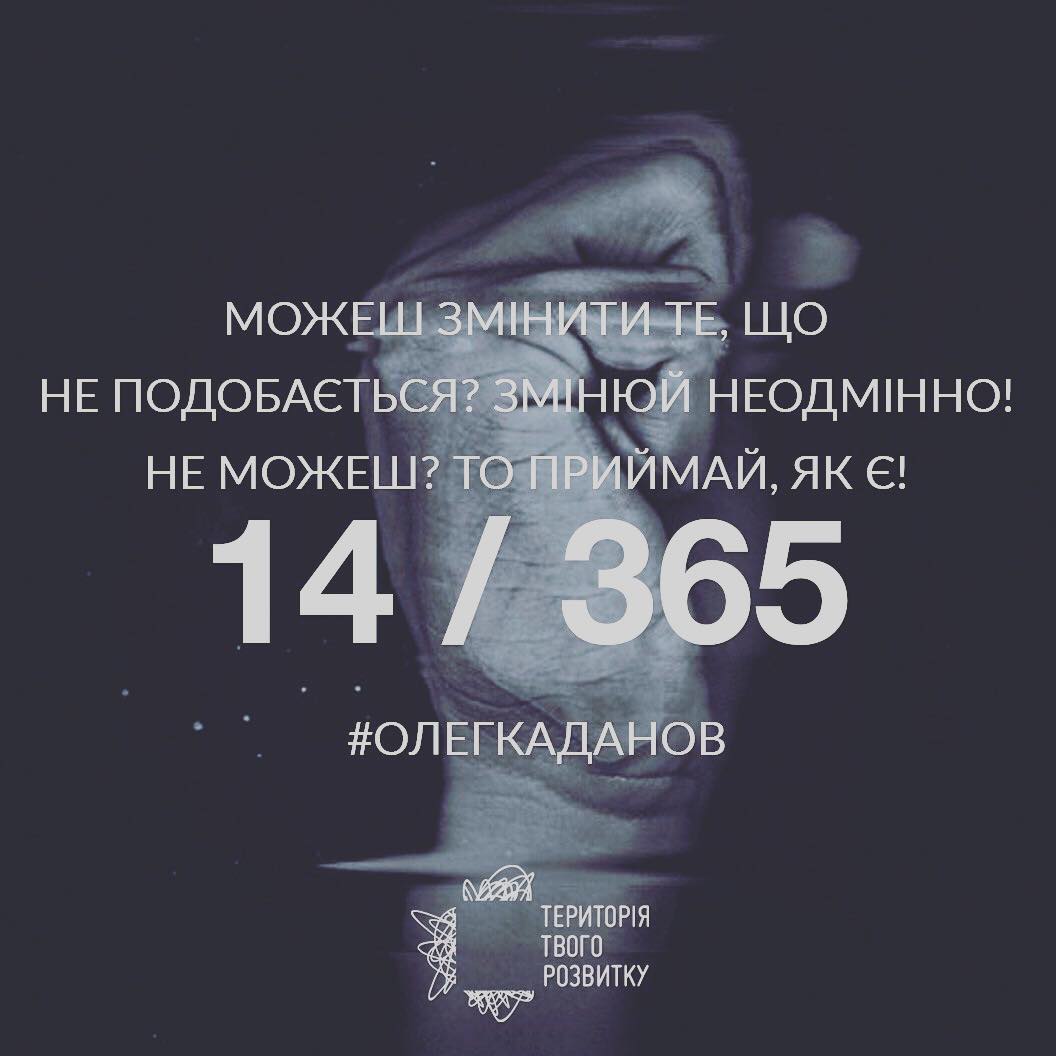 МОЖЕШ ЗМІНИТИ ТЕ, ЩО
НЕ ПОДОБАЄТЬСЯ? ЗМІНЮЙ НЕОДМІННО!
НЕ МОЖЕШ? ТО ПРИЙМАЙ, ЯК Є!
14 / 365
#ОЛЕГКАДАНОВ
ТЕРИТОРІЯ
ТВОГО
РОЗВИТКУ